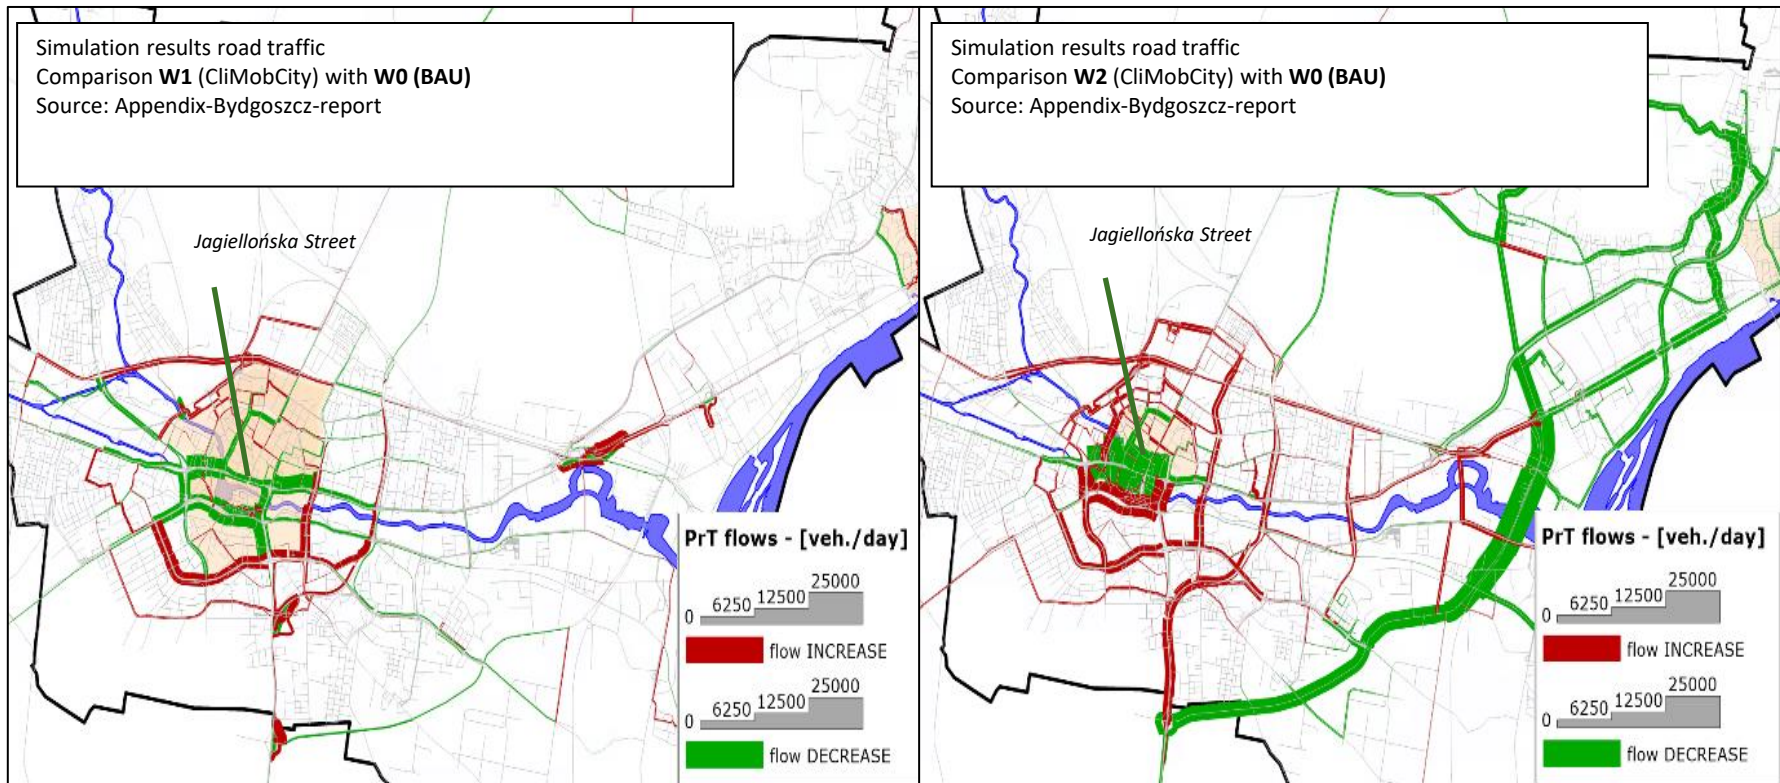 Simulation results road traffic
Comparison W1 (CliMobCity) with W0 (BAU)
Source: Appendix-Bydgoszcz-report
Jagiellońska Street
PrT flows - [veh./day]
0 6250 12500 25000
flow INCREASE
0 6250 12500 25000
flow DECREASE
Simulation results road traffic
Comparison W2 (CliMobCity) with W0 (BAU)
Source: Appendix-Bydgoszcz-report
Jagiellońska Street
PrT flows - [veh./day]
0 6250 12500 25000
flow INCREASE
0 6250 12500 25000
flow DECREASE